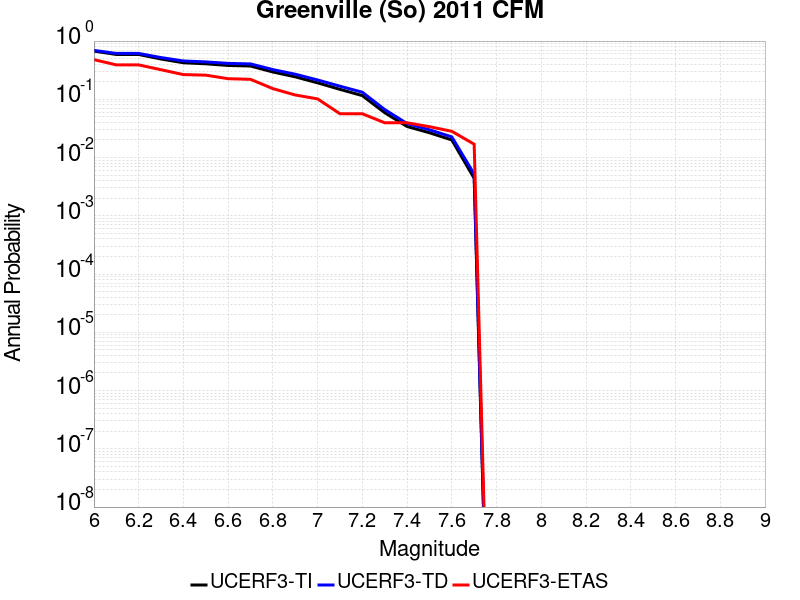 Greenville (So) 2011 CFM
Annual Probability
10^0
10^-1
10^-2
10^-3
10^-4
10^-5
10^-6
10^-7
10^-8
6 6.2 6.4 6.6 6.8 7 7.2 7.4 7.6 7.8 8 8.2 8.4 8.6 8.8 9
Magnitude
UCERF3-TI UCERF3-TD UCERF3-ETAS